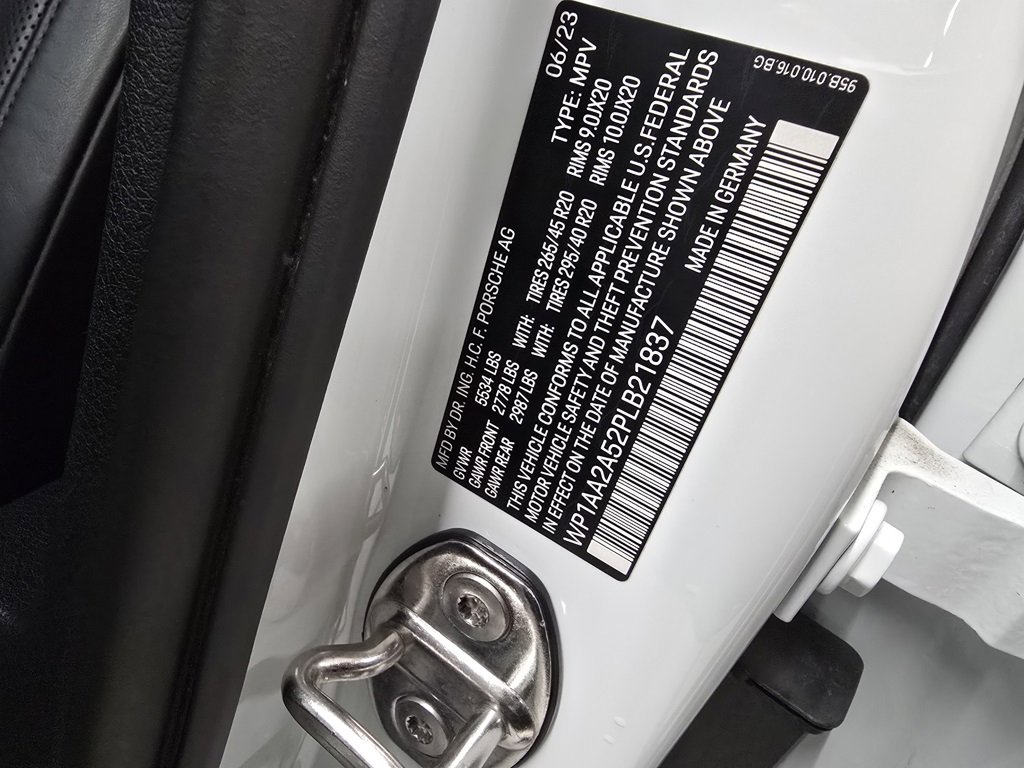 MFD BY DR. ING. H.C. F. PORSCHE AG 06/23
GVWR 5534 LBS TYPE: MPV
GAWR FRONT 2778 LBS WITH: TIRES 265/45 R20 RIMS 9.0JX20
GAWR REAR 2987 LBS WITH: TIRES 295/40 R20 RIMS 10.0JX20
THIS VEHICLE CONFORMS TO ALL APPLICABLE U.S. FEDERAL
MOTOR VEHICLE SAFETY AND THEFT PREVENTION STANDARDS
IN EFFECT ON THE DATE OF MANUFACTURE SHOWN ABOVE
WP1AA2A52PLB21837 MADE IN GERMANY
95B.010.016.BG